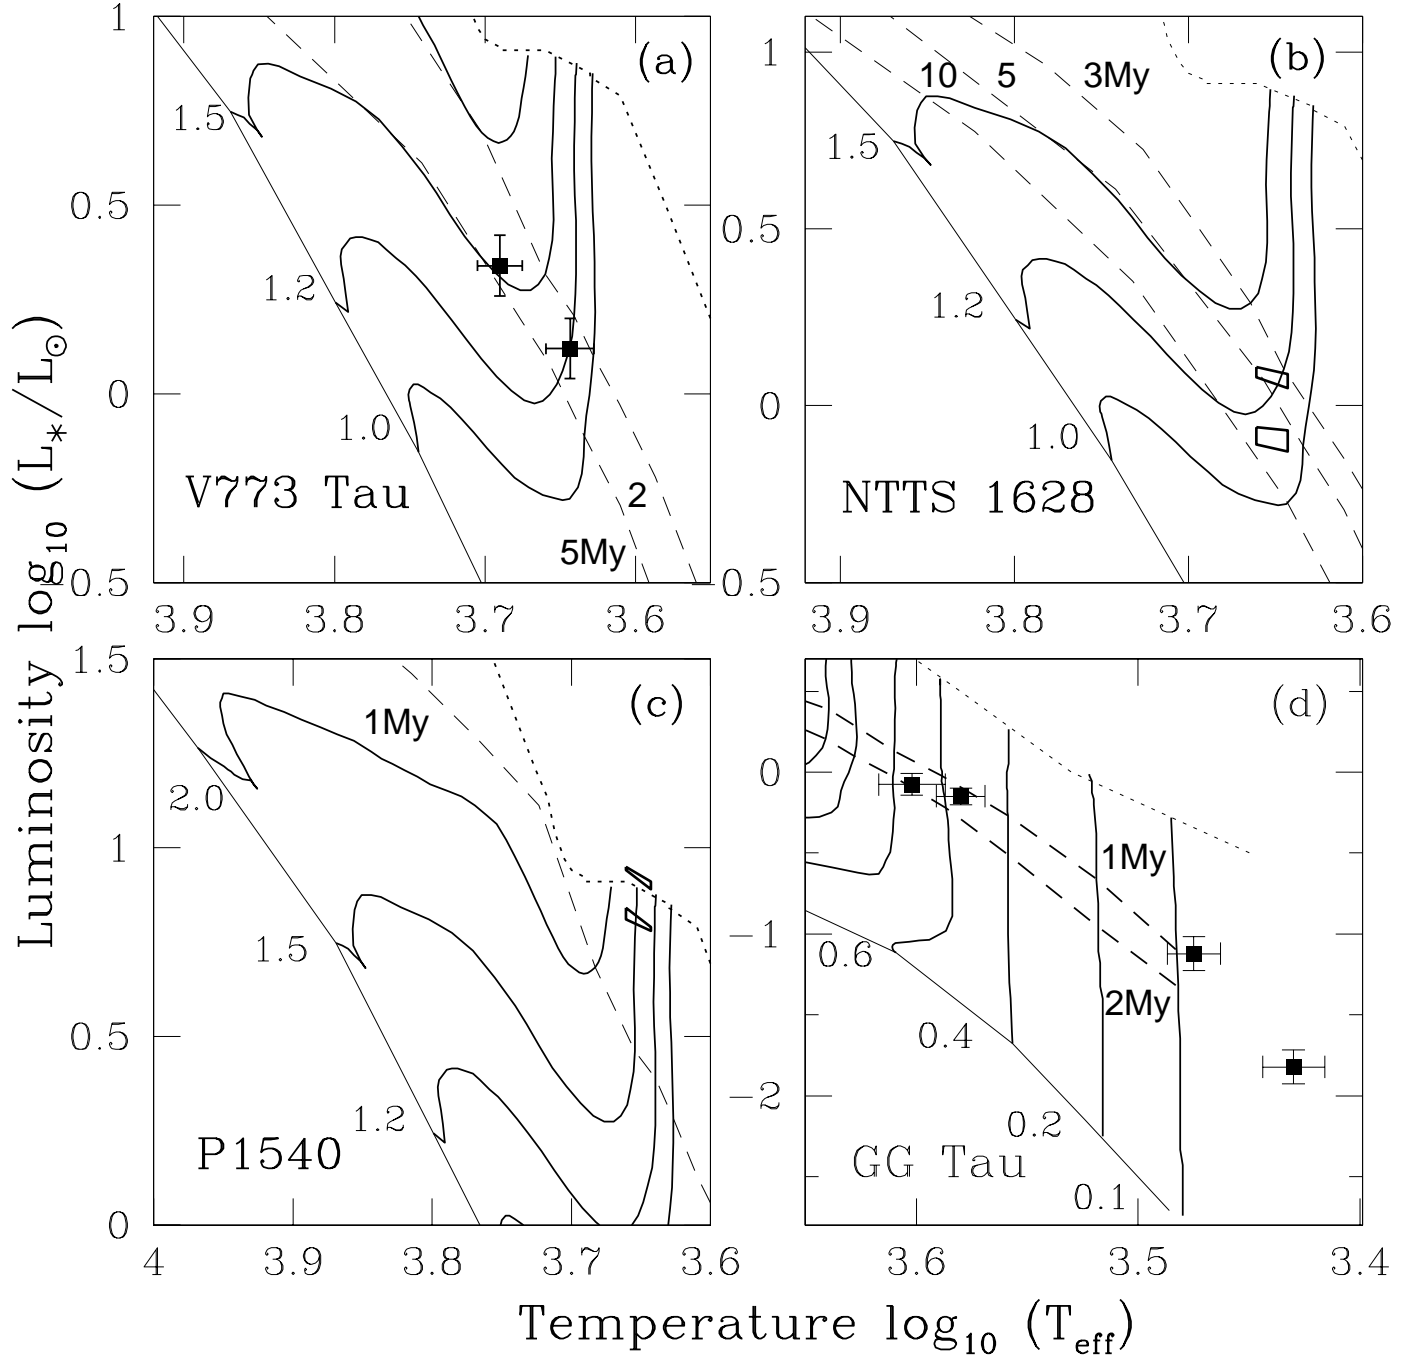 Luminosity log10 (L*/L⊙)
1
0.5
0
-0.5
(a)
1.5
1.2
1.0
V773 Tau
2
5My
3.9 3.8 3.7 3.6
1
0.5
0
0.5
(b)
10 5 3My
1.5
1.2
1.0
NTTS 1628
3.9 3.8 3.7 3.6
1.5
1
0.5
0
(c)
1My
2.0
1.5
1.2
P1540
4 3.9 3.8 3.7 3.6
0
-1
-2
(d)
1My
2My
0.6
0.4
0.2
0.1
GG Tau
3.6 3.5 3.4
Temperature log10 (Teff)